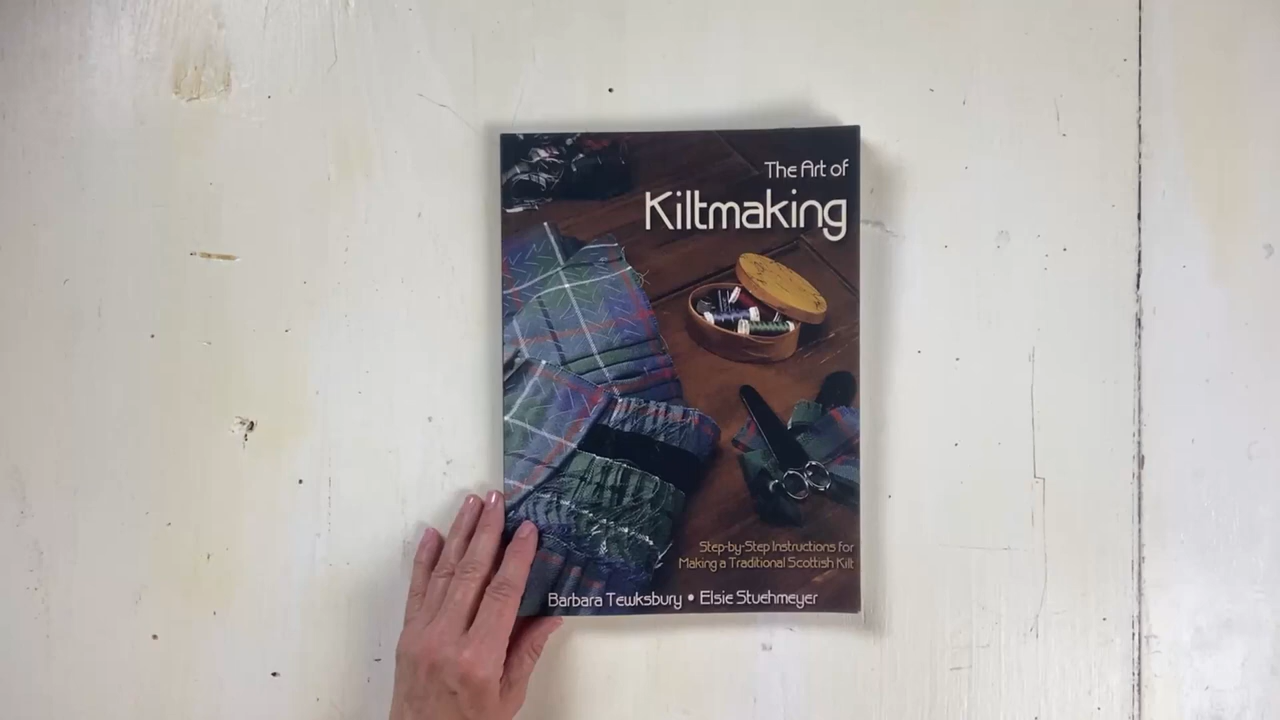 The Art of
Kiltmaking
Step-by-Step Instructions for
Making a Traditional Scottish Kilt
Barbara Tewksbury • Elsie Stuehmeyer